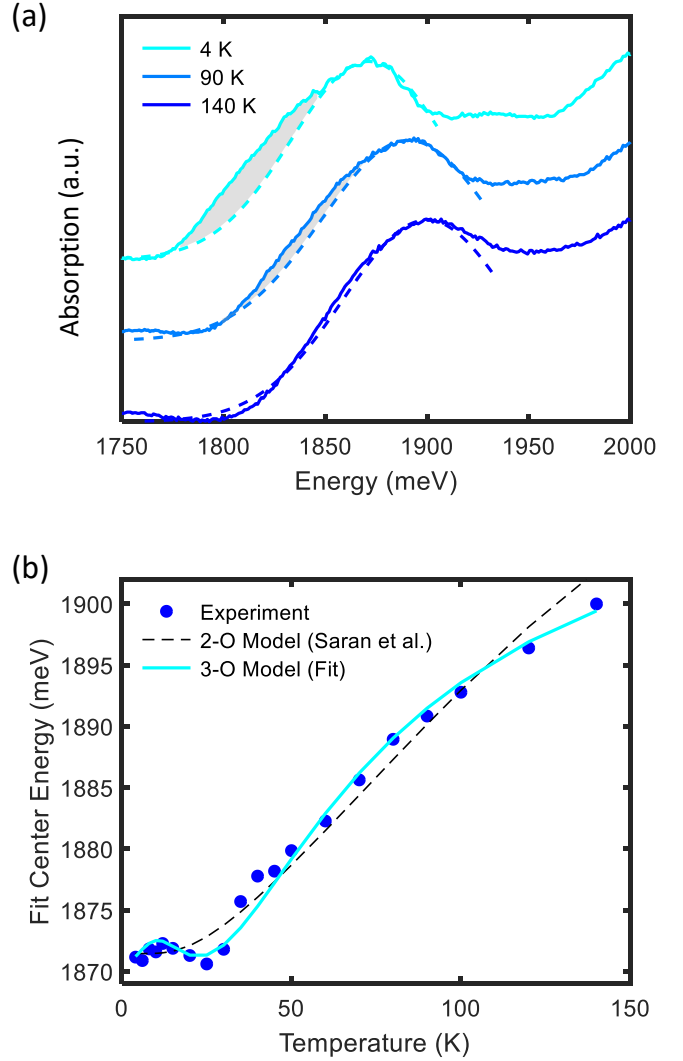 (a)
4 K
90 K
140 K
Absorption (a.u.)
1750 1800 1850 1900 1950 2000
Energy (meV)
(b)
1900
1895
1890
1885
1880
1875
1870
Experiment
2-O Model (Saran et al.)
3-O Model (Fit)
Fit Center Energy (meV)
0 50 100 150
Temperature (K)